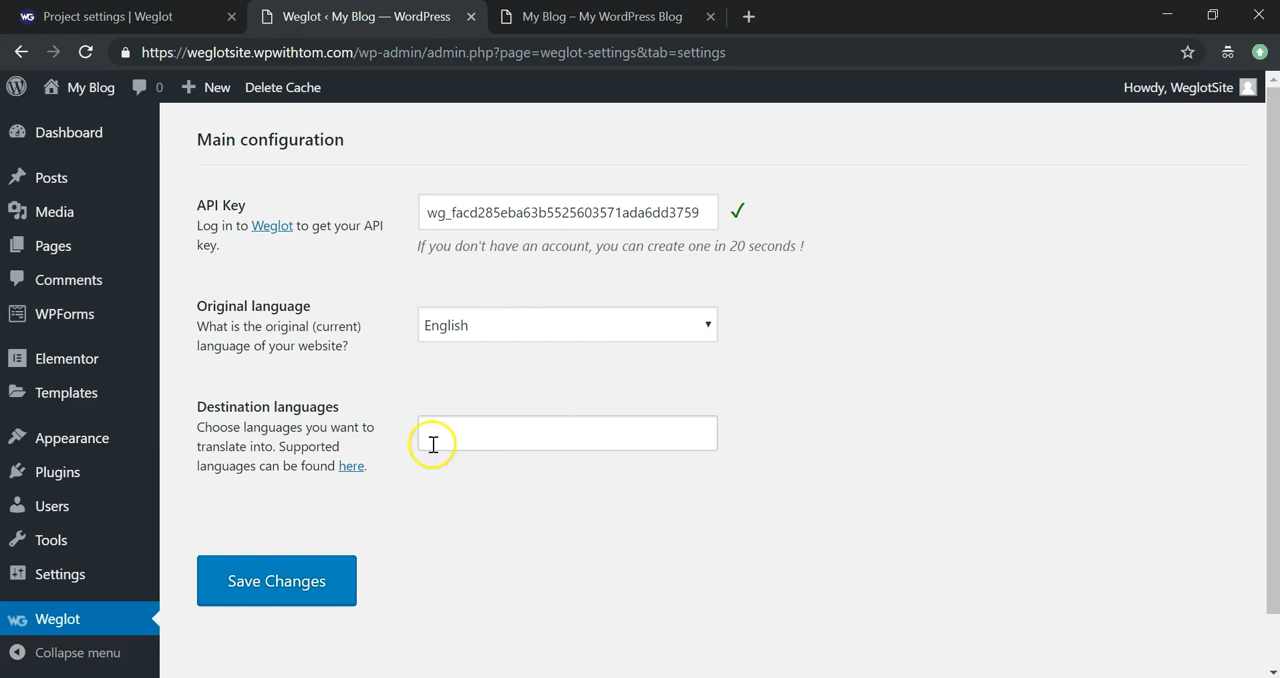 WG Project settings | Weglot
Weglot ‹ My Blog — WordPress
My Blog – My WordPress Blog
https://weglotsite.wpwithtom.com/wp-admin/admin.php?page=weglot-settings&tab=settings
My Blog 0 New Delete Cache Howdy, WeglotSite
Dashboard
Posts
Media
Pages
Comments
WPForms
Elementor
Templates
Appearance
Plugins
Users
Tools
Settings
WG Weglot
Collapse menu
Main configuration
API Key
Log in to Weglot to get your API
key.
wg_facd285eba63b5525603571ada6dd3759
If you don't have an account, you can create one in 20 seconds !
Original language
What is the original (current)
language of your website?
English
Destination languages
Choose languages you want to
translate into. Supported
languages can be found here.
Save Changes